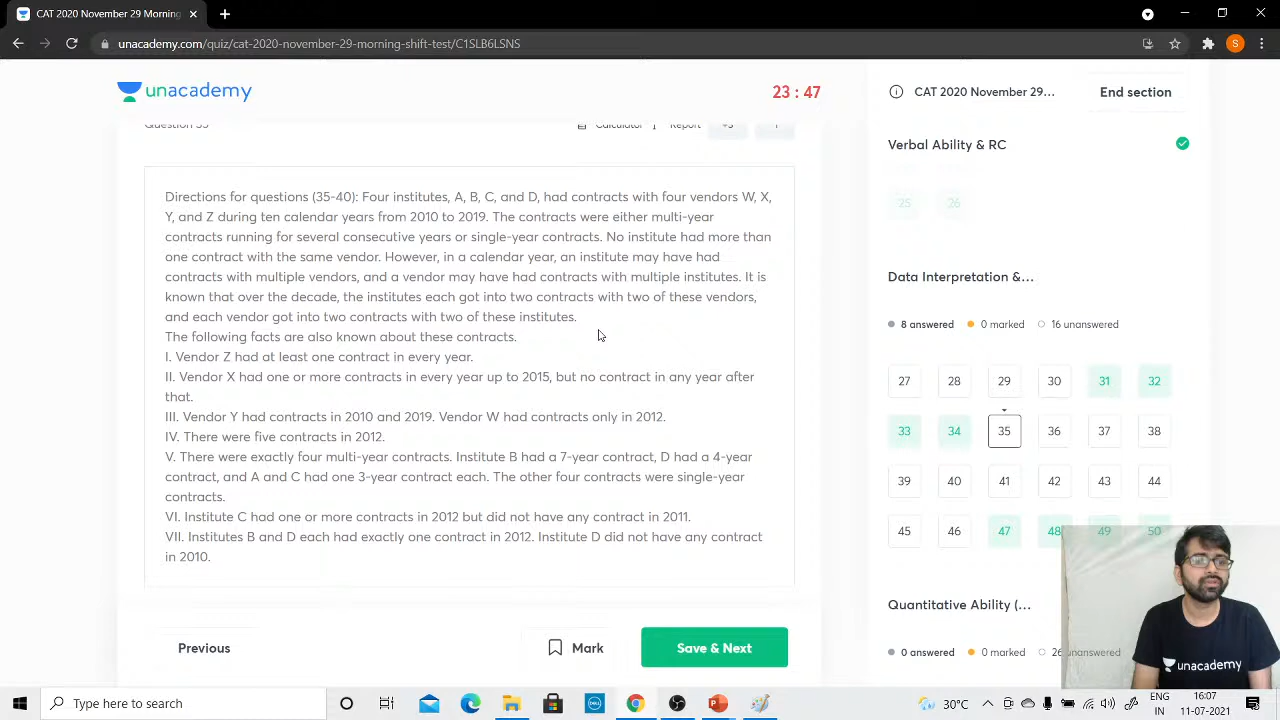 CAT 2020 November 29 Morning
unacademy.com/quiz/cat-2020-november-29-morning-shift-test/C1SLB6LSNS
S
unacademy
23 : 47
CAT 2020 November 29...
End section
Question 35
Calculator
Report
Verbal Ability & RC
25 26
Directions for questions (35-40): Four institutes, A, B, C, and D, had contracts with four vendors W, X,
Y, and Z during ten calendar years from 2010 to 2019. The contracts were either multi-year
contracts running for several consecutive years or single-year contracts. No institute had more than
one contract with the same vendor. However, in a calendar year, an institute may have had
contracts with multiple vendors, and a vendor may have had contracts with multiple institutes. It is
known that over the decade, the institutes each got into two contracts with two of these vendors,
and each vendor got into two contracts with two of these institutes.
The following facts are also known about these contracts.
I. Vendor Z had at least one contract in every year.
II. Vendor X had one or more contracts in every year up to 2015, but no contract in any year after
that.
III. Vendor Y had contracts in 2010 and 2019. Vendor W had contracts only in 2012.
IV. There were five contracts in 2012.
V. There were exactly four multi-year contracts. Institute B had a 7-year contract, D had a 4-year
contract, and A and C had one 3-year contract each. The other four contracts were single-year
contracts.
VI. Institute C had one or more contracts in 2012 but did not have any contract in 2011.
VII. Institutes B and D each had exactly one contract in 2012. Institute D did not have any contract
in 2010.
Previous
Mark
Save & Next
Data Interpretation &...
8 answered 0 marked 16 unanswered
27 28 29 30 31 32
33 34 35 36 37 38
39 40 41 42 43 44
45 46 47 48 49 50
Quantitative Ability (...
0 answered 0 marked 26 unanswered
unacademy
Type here to search
DELL
30°C
ENG
IN
16:07
11-07-2021